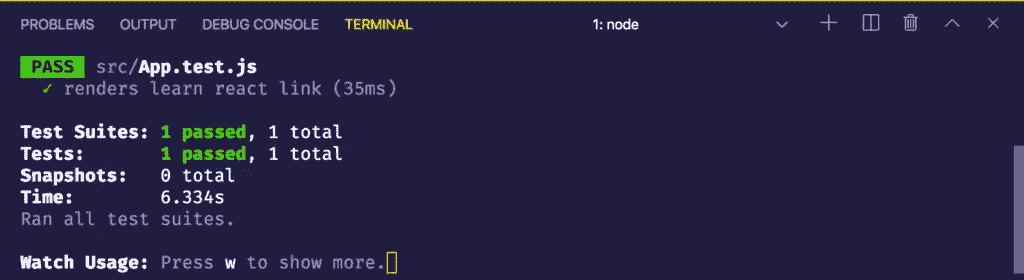 PROBLEMS OUTPUT DEBUG CONSOLE TERMINAL 1: node
PASS src/App.test.js
✓ renders learn react link (35ms)
Test Suites: 1 passed, 1 total
Tests: 1 passed, 1 total
Snapshots: 0 total
Time: 6.334s
Ran all test suites.
Watch Usage: Press w to show more.